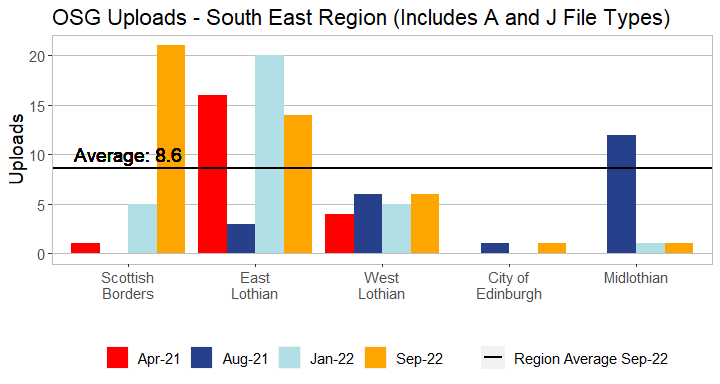 OSG Uploads - South East Region (Includes A and J File Types)
Uploads
20
15
10
5
0
Average: 8.6
Scottish
Borders
East
Lothian
West
Lothian
City of
Edinburgh
Midlothian
Apr-21
Aug-21
Jan-22
Sep-22
Region Average Sep-22